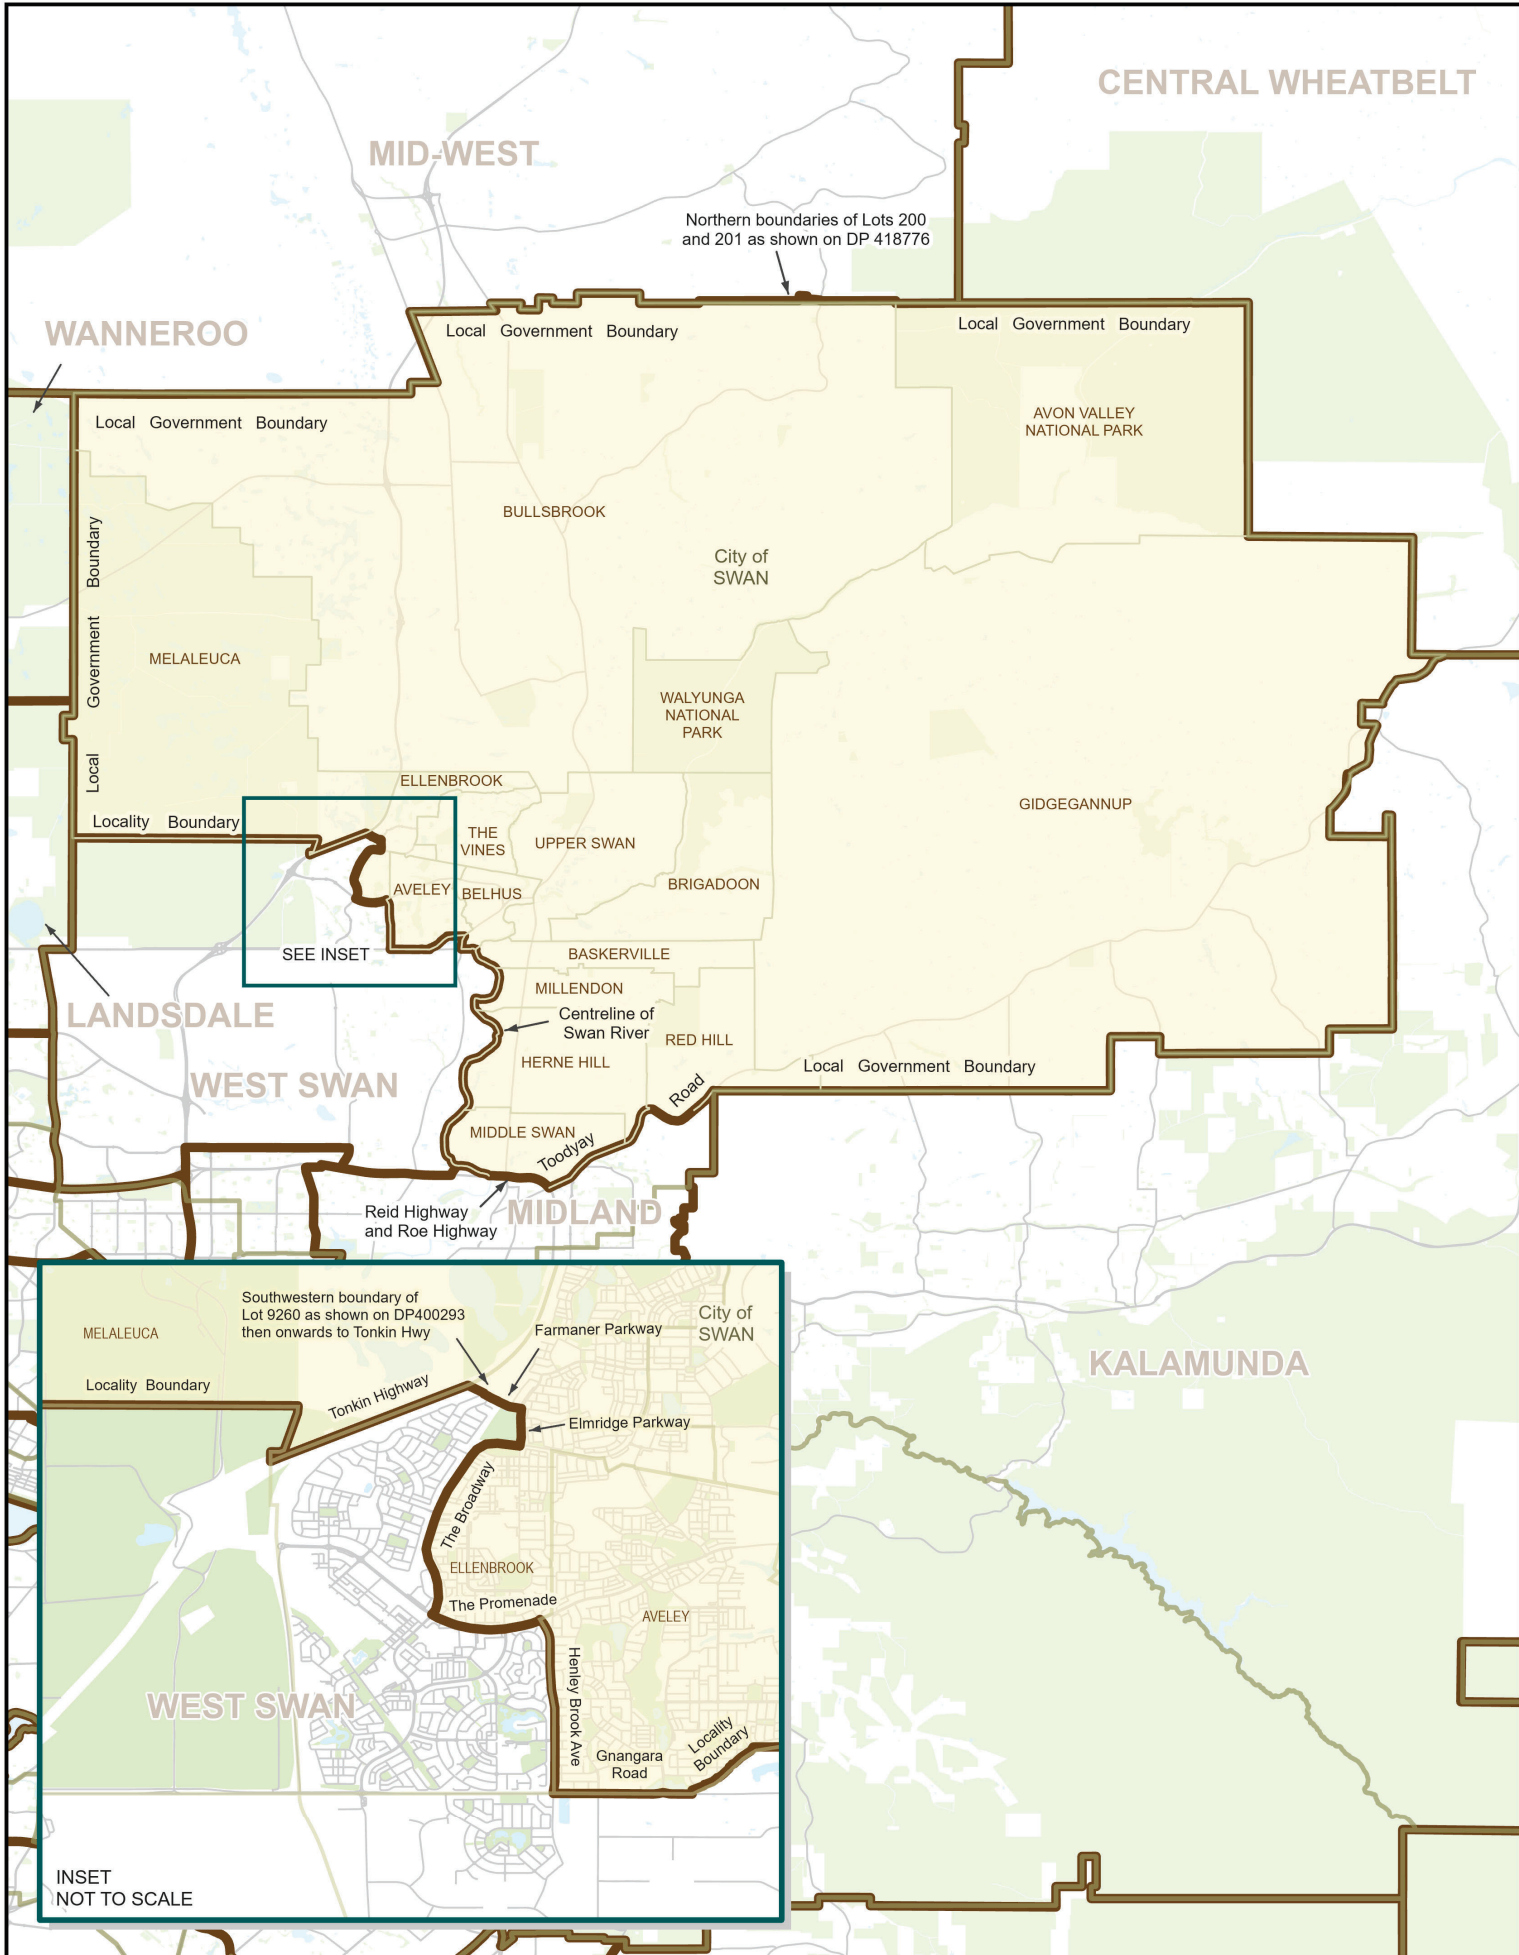 CENTRAL WHEATBELT
MID-WEST
Northern boundaries of Lots 200
and 201 as shown on DP 418776
WANNEROO
Local Government Boundary
Local Government Boundary
Local Government Boundary
AVON VALLEY
NATIONAL PARK
BULLSBROOK
City of
SWAN
Local Government Boundary
MELALEUCA
WALYUNGA
NATIONAL
PARK
ELLENBROOK
GIDGEGANNUP
Locality Boundary
THE
VINES
UPPER SWAN
AVELEY
BELHUS
BRIGADOON
SEE INSET
BASKERVILLE
MILLENDON
LANDSDALE
Centreline of
Swan River
RED HILL
HERNE HILL
Local Government Boundary
WEST SWAN
Road
MIDDLE SWAN
Toodyay
Reid Highway
and Roe Highway
MIDLAND
KALAMUNDA
Southwestern boundary of
Lot 9260 as shown on DP400293
then onwards to Tonkin Hwy
City of
SWAN
MELALEUCA
Farmaner Parkway
Locality Boundary
Tonkin Highway
Elmridge Parkway
The Broadway
ELLENBROOK
The Promenade
AVELEY
Henley Brook Ave
WEST SWAN
Gnangara
Road
Locality
Boundary
INSET
NOT TO SCALE